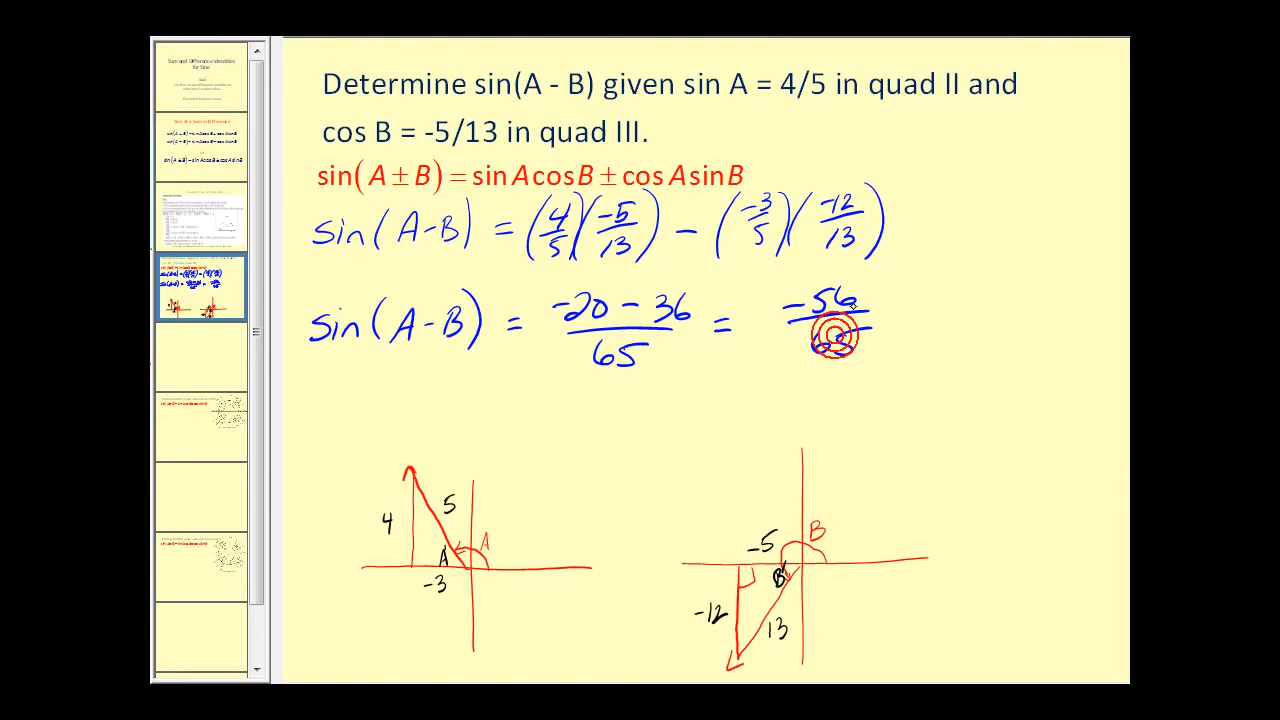 Sum and Difference Identities
for Sine
Determine sin(A - B) given sin A = 4/5 in quad II and
cos B = -5/13 in quad III.
sin(A ± B) = sin A cos B ± cos A sin B
sin(A-B) = (4/5)(-5/13) - (-3/5)(-12/13)
sin(A-B) = -20 - 36/65 = -56/65
4
5
A
A
-3
-5
B
B
-12
13